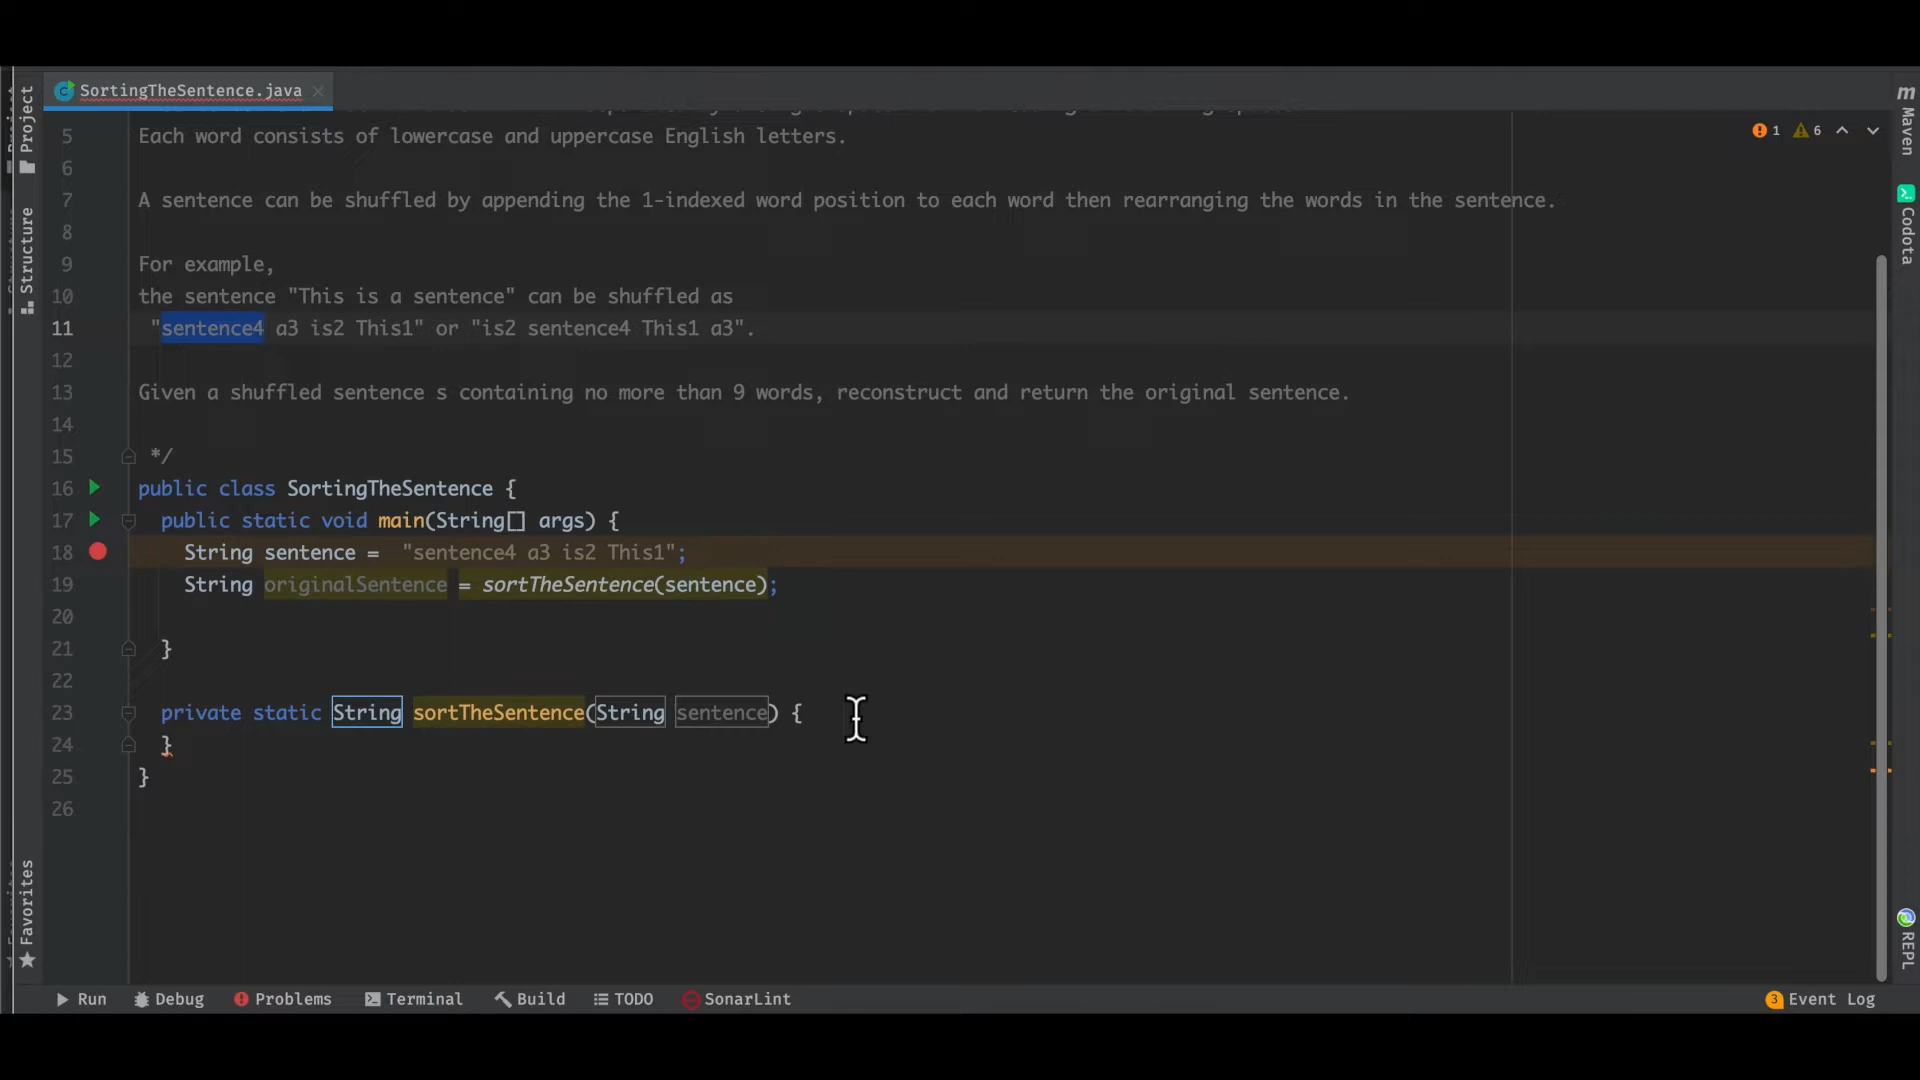 SortingTheSentence.java
Project
Structure
Favorites
1 6
5 Each word consists of lowercase and uppercase English letters.
6
7 A sentence can be shuffled by appending the 1-indexed word position to each word then rearranging the words in the sentence.
8
9 For example,
10 the sentence "This is a sentence" can be shuffled as
11 "sentence4 a3 is2 This1" or "is2 sentence4 This1 a3".
12
13 Given a shuffled sentence s containing no more than 9 words, reconstruct and return the original sentence.
14
15 */
16 public class SortingTheSentence {
17 public static void main(String[] args) {
18 String sentence = "sentence4 a3 is2 This1";
19 String originalSentence = sortTheSentence(sentence);
20
21 }
22
23 private static String sortTheSentence(String sentence) {
24 }
25 }
26
m Maven
Codota
REPL
Run Debug Problems Terminal Build TODO SonarLint 3 Event Log